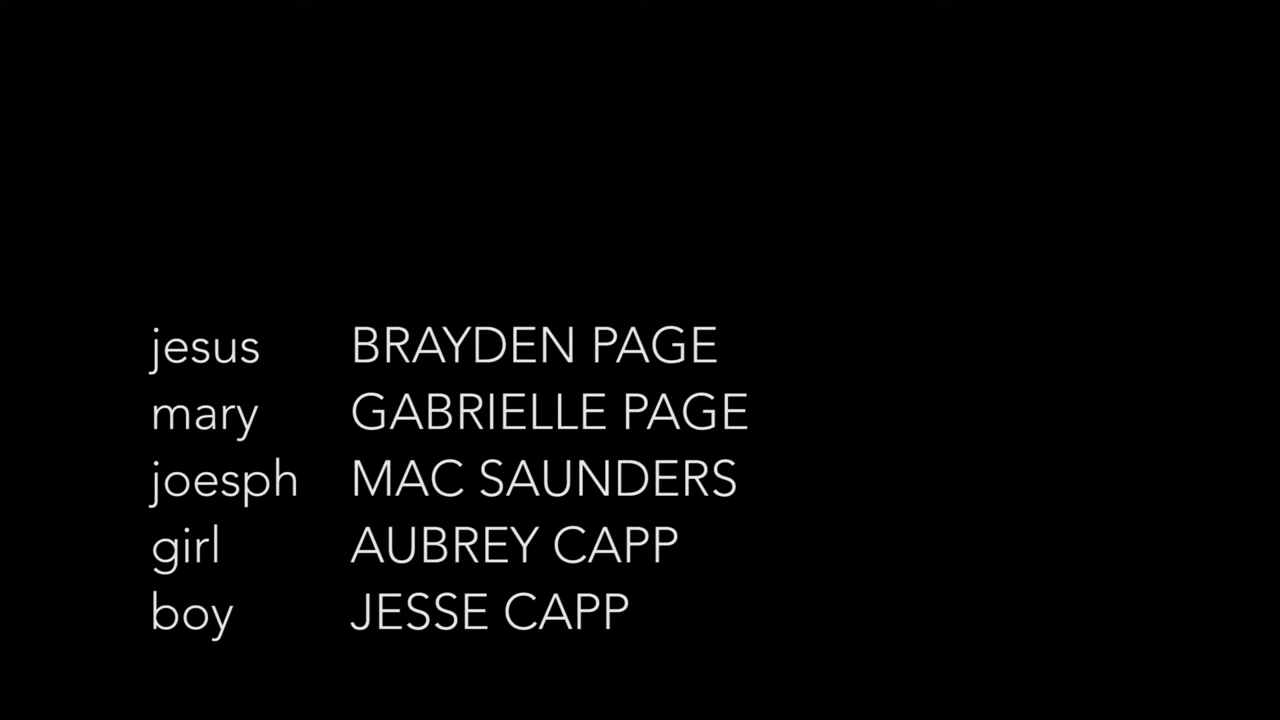 jesus BRAYDEN PAGE
mary GABRIELLE PAGE
joesph MAC SAUNDERS
girl AUBREY CAPP
boy JESSE CAPP